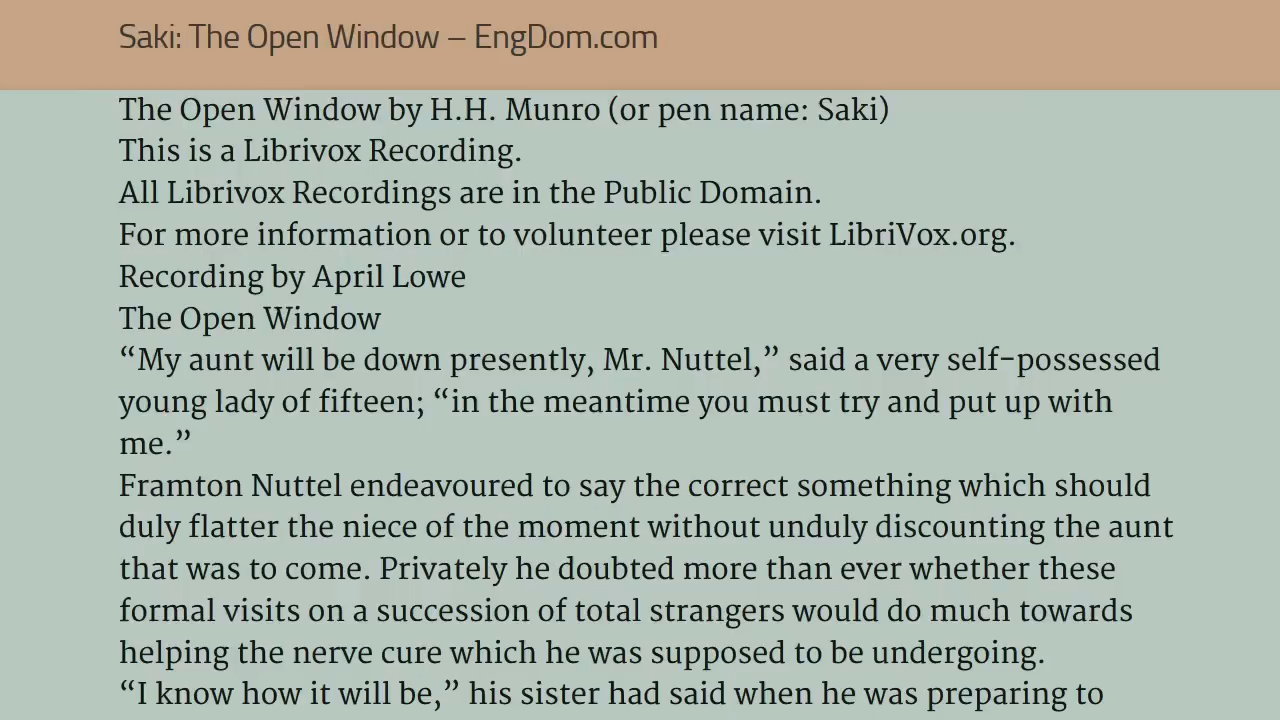 Saki: The Open Window – EngDom.com
The Open Window by H.H. Munro (or pen name: Saki)
This is a Librivox Recording.
All Librivox Recordings are in the Public Domain.
For more information or to volunteer please visit LibriVox.org.
Recording by April Lowe
The Open Window
“My aunt will be down presently, Mr. Nuttel,” said a very self-possessed
young lady of fifteen; “in the meantime you must try and put up with
me.”
Framton Nuttel endeavoured to say the correct something which should
duly flatter the niece of the moment without unduly discounting the aunt
that was to come. Privately he doubted more than ever whether these
formal visits on a succession of total strangers would do much towards
helping the nerve cure which he was supposed to be undergoing.
“I know how it will be,” his sister had said when he was preparing to